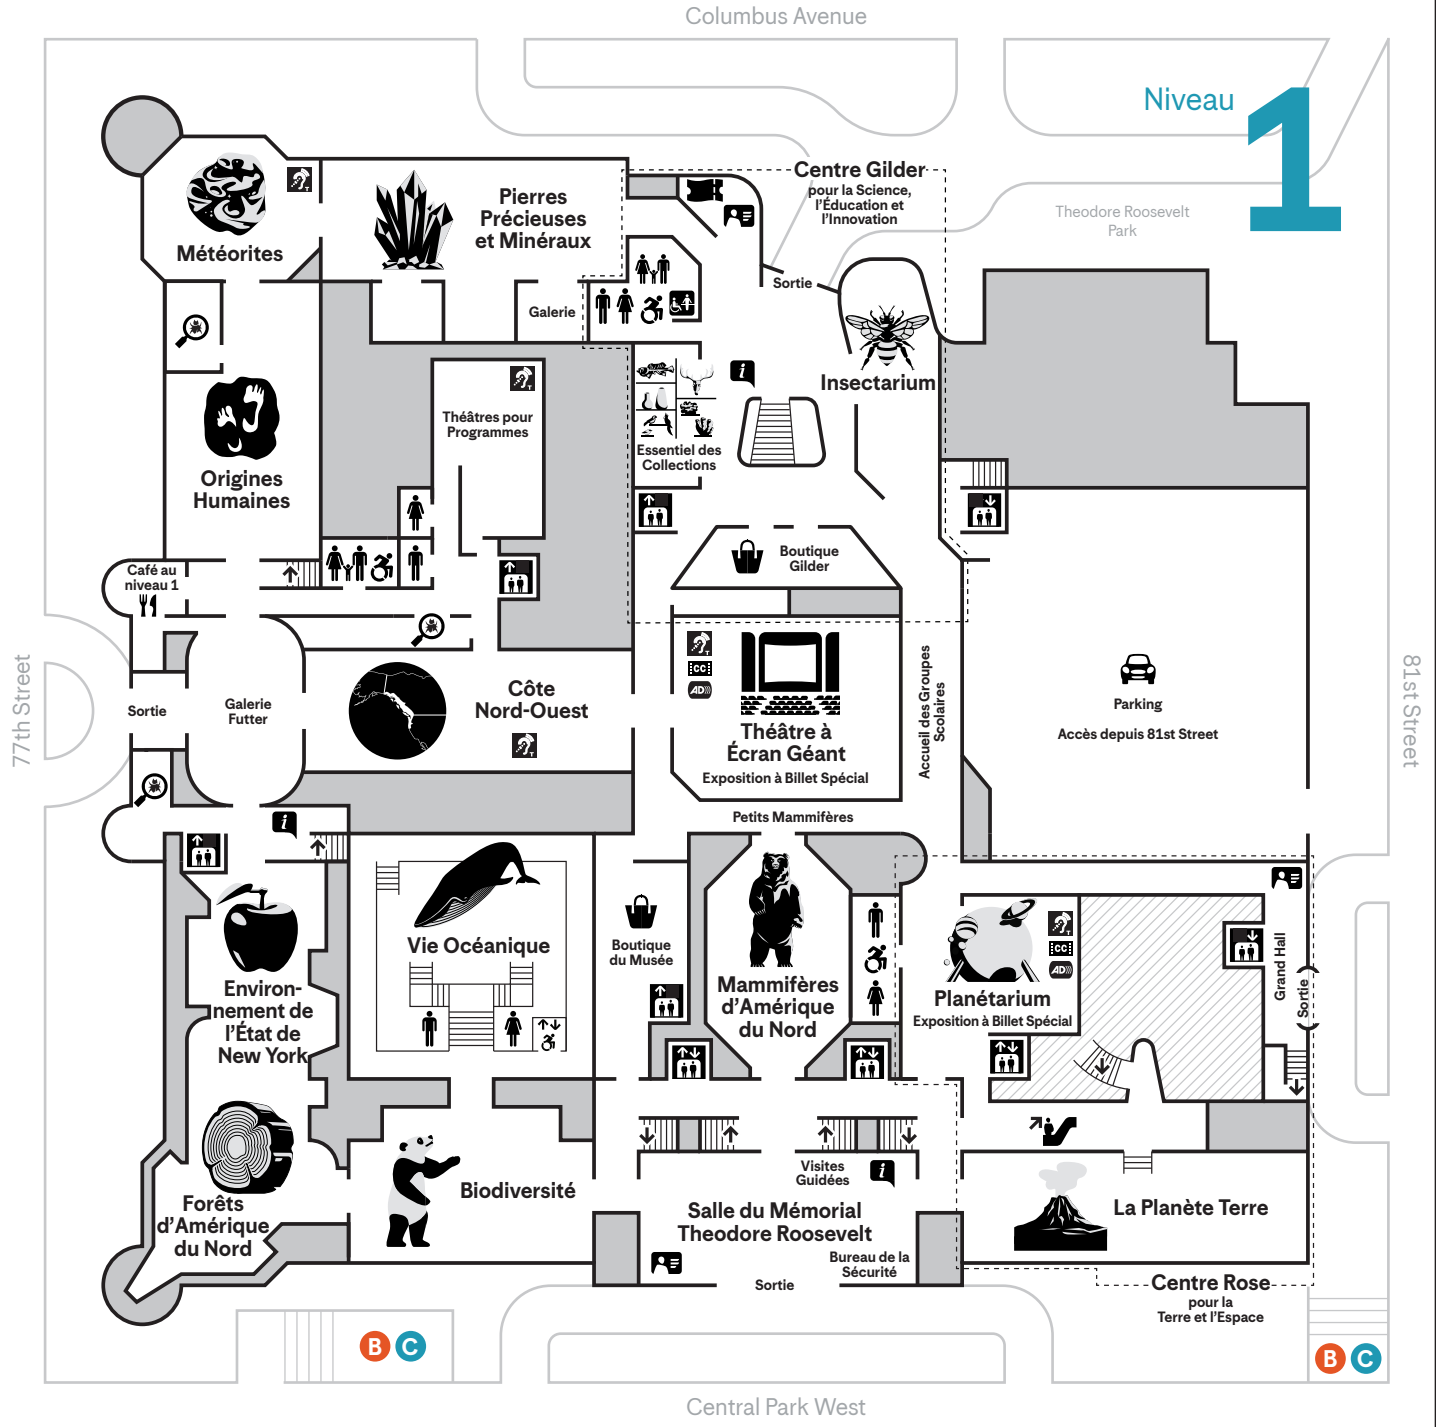 Columbus Avenue
Niveau 1
Theodore Roosevelt
Park
Centre Gilder
pour la Science,
l'Éducation et
l'Innovation
Pierres
Précieuses
et Minéraux
Météorites
Sortie
Galerie
i
Insectarium
Théâtres pour
Programmes
Essentiel des
Collections
Origines
Humaines
Boutique
Gilder
Café au
niveau 1
CC
AD
Théâtre à
Écran Géant
Exposition à Billet Spécial
Accueil des Groupes
Scolaires
Parking
Accès depuis 81st Street
Côte
Nord-Ouest
77th Street
Sortie
Galerie
Futter
81st Street
Petits Mammifères
i
Vie Océanique
Boutique
du Musée
Mammifères
d'Amérique
du Nord
CC
AD
Planétarium
Exposition à Billet Spécial
Grand Hall
Sortie
Environ-
nement de
l'État de
New York
Forêts
d'Amérique
du Nord
Biodiversité
Visites
Guidées
i
Salle du Mémorial
Theodore Roosevelt
Bureau de la
Sécurité
Sortie
La Planète Terre
Centre Rose
pour la
Terre et l'Espace
B C
B C
Central Park West